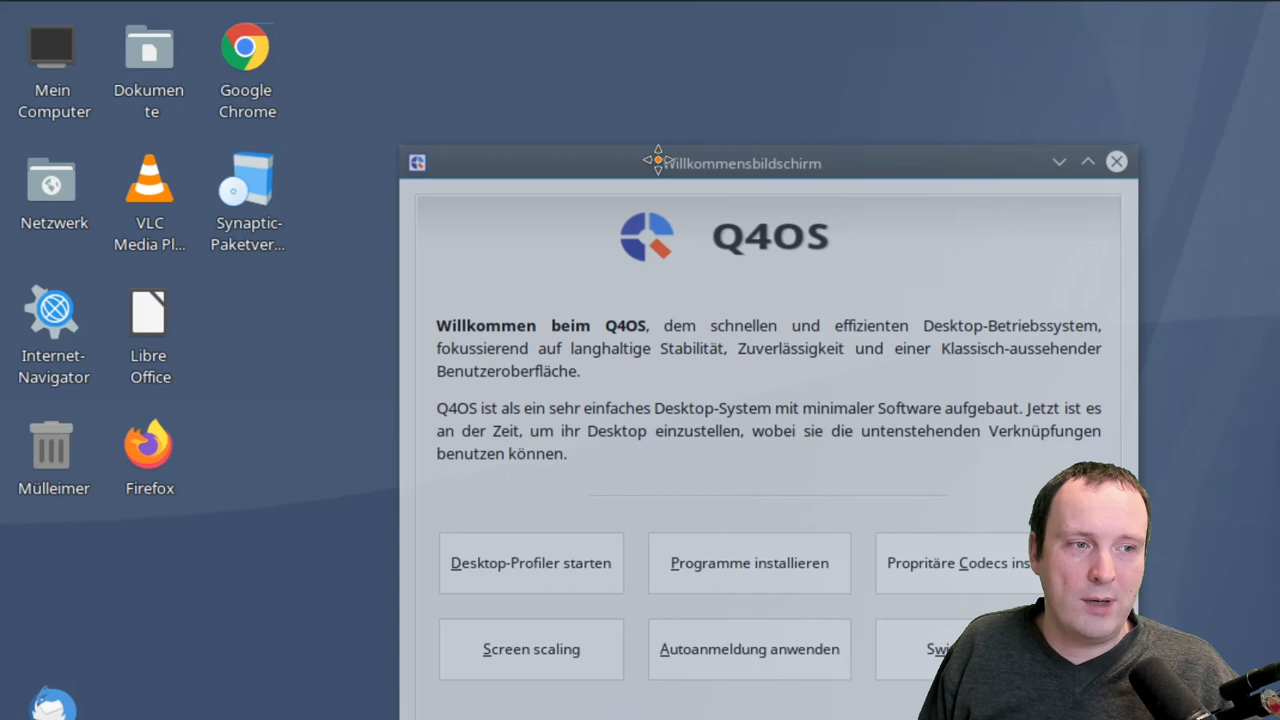 Mein
Computer
Dokumen
te
Google
Chrome
Netzwerk
VLC
Media Pl...
Synaptic-
Paketver...
Internet-
Navigator
Libre
Office
Mülleimer
Firefox
Willkommensbildschirm
Q4OS
Willkommen beim Q4OS, dem schnellen und effizienten Desktop-Betriebssystem,
fokussierend auf langhaltige Stabilität, Zuverlässigkeit und einer Klassisch-aussehender
Benutzeroberfläche.
Q4OS ist als ein sehr einfaches Desktop-System mit minimaler Software aufgebaut. Jetzt ist es
an der Zeit, um ihr Desktop einzustellen, wobei sie die untenstehenden Verknüpfungen
benutzen können.
Desktop-Profiler starten
Programme installieren
Propritäre Codecs ins
Screen scaling
Autoanmeldung anwenden